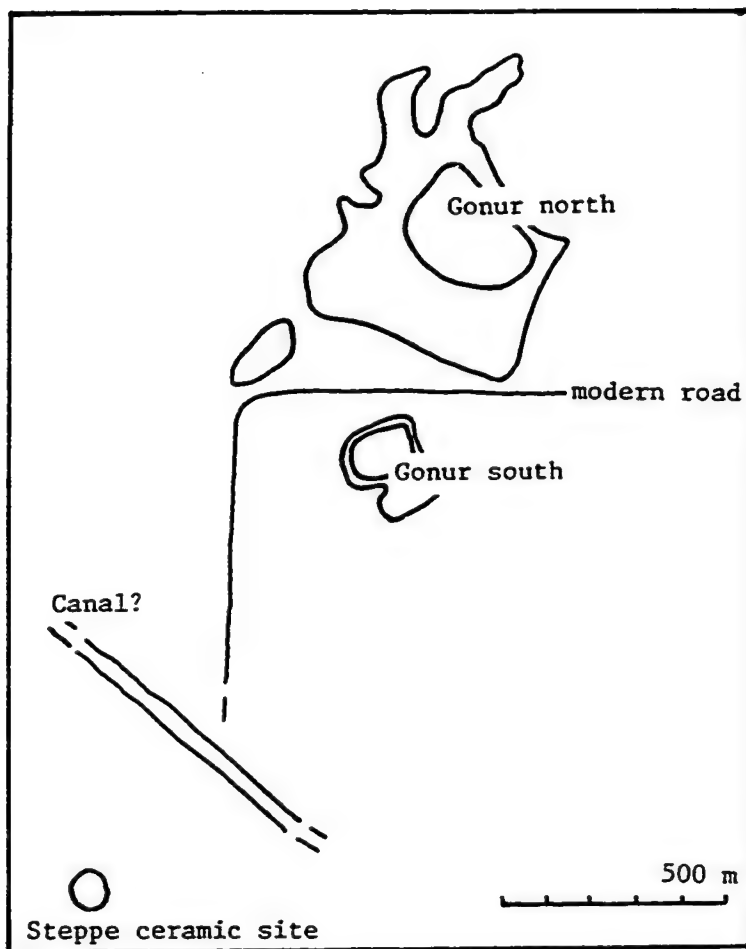 Gonur north
modern road
Gonur south
Canal?
500 m
Steppe ceramic site